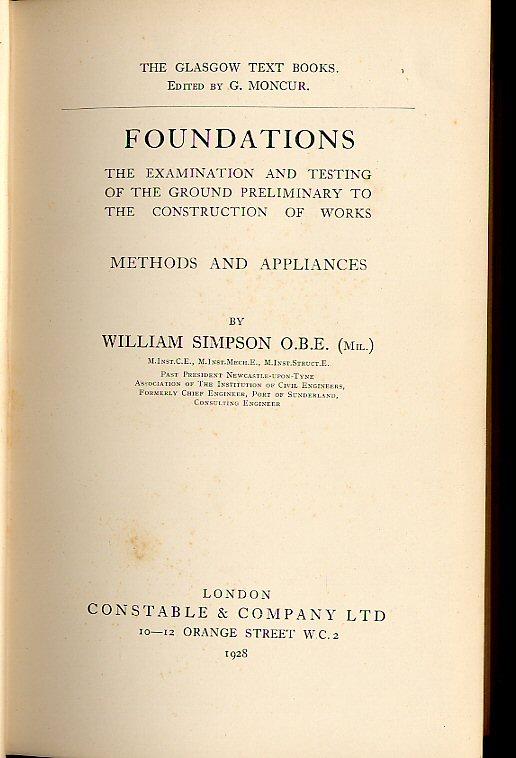 THE GLASGOW TEXT BOOKS.
EDITED BY G. MONCUR.
FOUNDATIONS
THE EXAMINATION AND TESTING
OF THE GROUND PRELIMINARY TO
THE CONSTRUCTION OF WORKS
METHODS AND APPLIANCES
BY
WILLIAM SIMPSON O.B.E. (MIL.)
M.INST.C.E., M.INST.MECH.E., M.INST.STRUCT.E.
PAST PRESIDENT NEWCASTLE-UPON-TYNE
ASSOCIATION OF THE INSTITUTION OF CIVIL ENGINEERS,
FORMERLY CHIEF ENGINEER, PORT OF SUNDERLAND,
CONSULTING ENGINEER
LONDON
CONSTABLE & COMPANY LTD
10—12 ORANGE STREET W.C. 2
1928